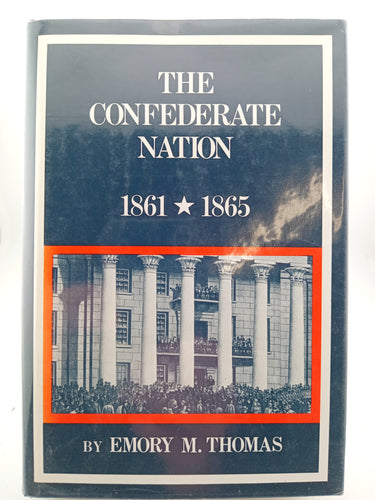 THE
CONFEDERATE
NATION
1861 ★ 1865
BY EMORY M. THOMAS